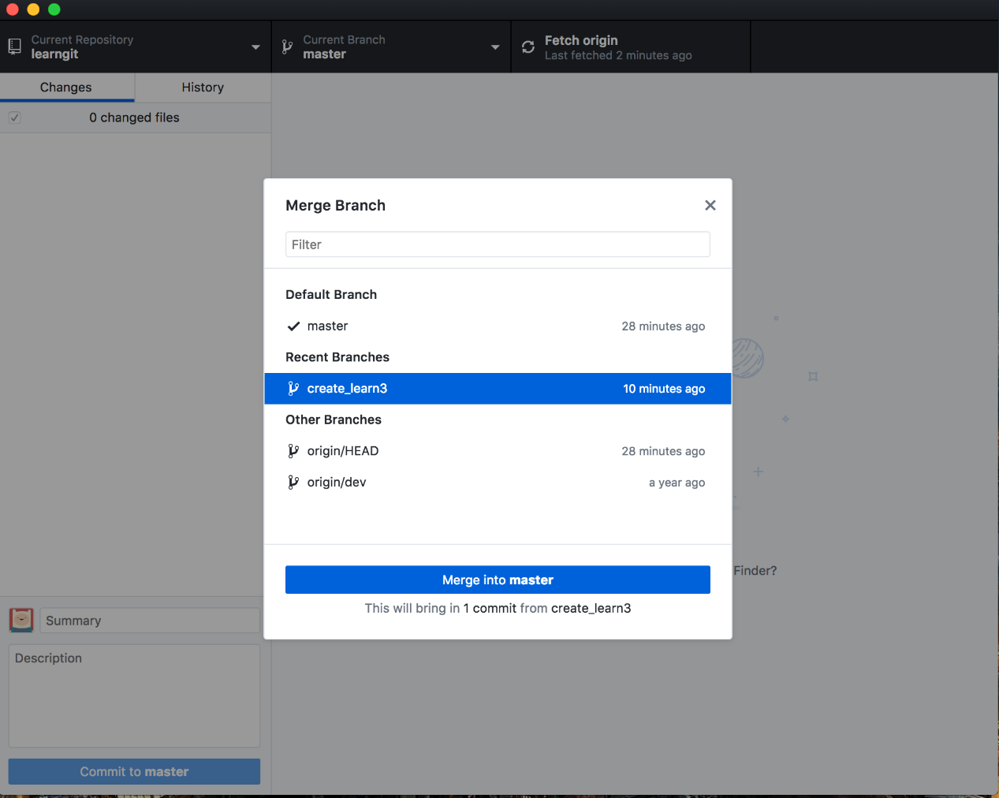 Current Repository
learngit
Current Branch
master
Fetch origin
Last fetched 2 minutes ago
Changes
History
0 changed files
Merge Branch
Filter
Default Branch
master
28 minutes ago
Recent Branches
create_learn3
10 minutes ago
Other Branches
origin/HEAD
28 minutes ago
origin/dev
a year ago
Merge into master
This will bring in 1 commit from create_learn3
Finder?
Summary
Description
Commit to master